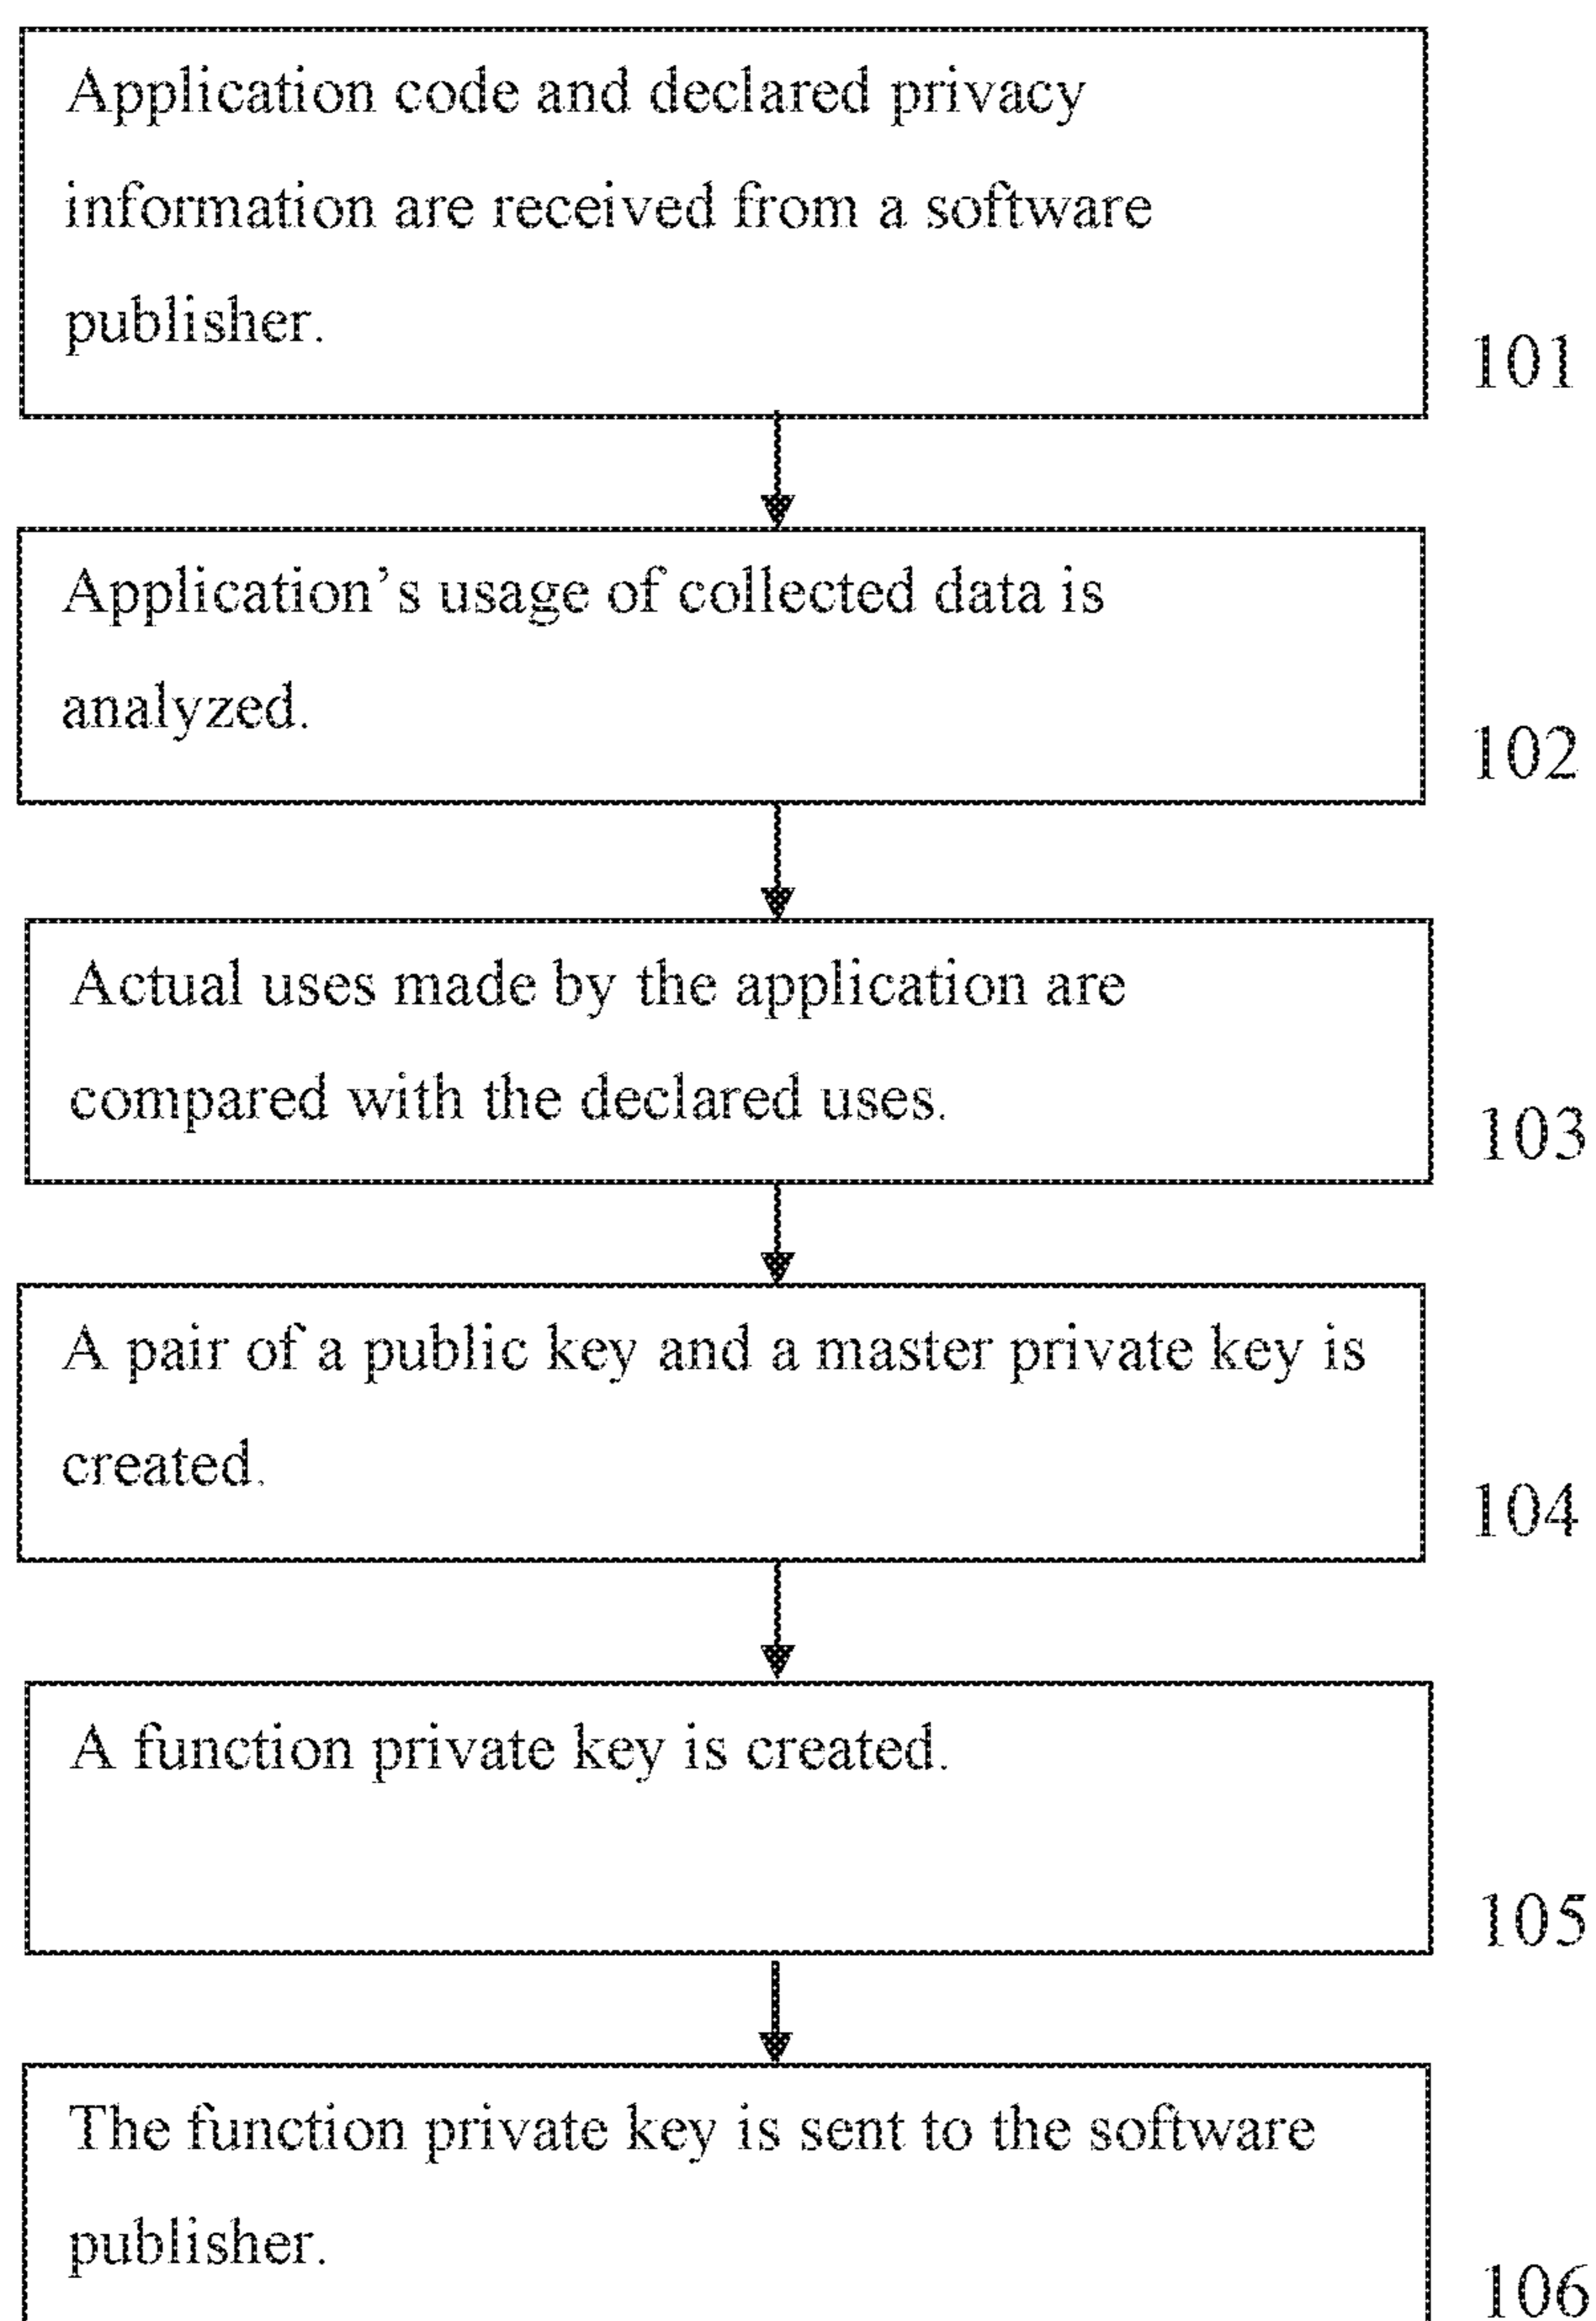 Application code and declared privacy
information are received from a software
publisher.
101
Application’s usage of collected data is
analyzed.
102
Actual uses made by the application are
compared with the declared uses.
103
A pair of a public key and a master private key is
created.
104
A function private key is created.
105
The function private key is sent to the software
publisher.
106